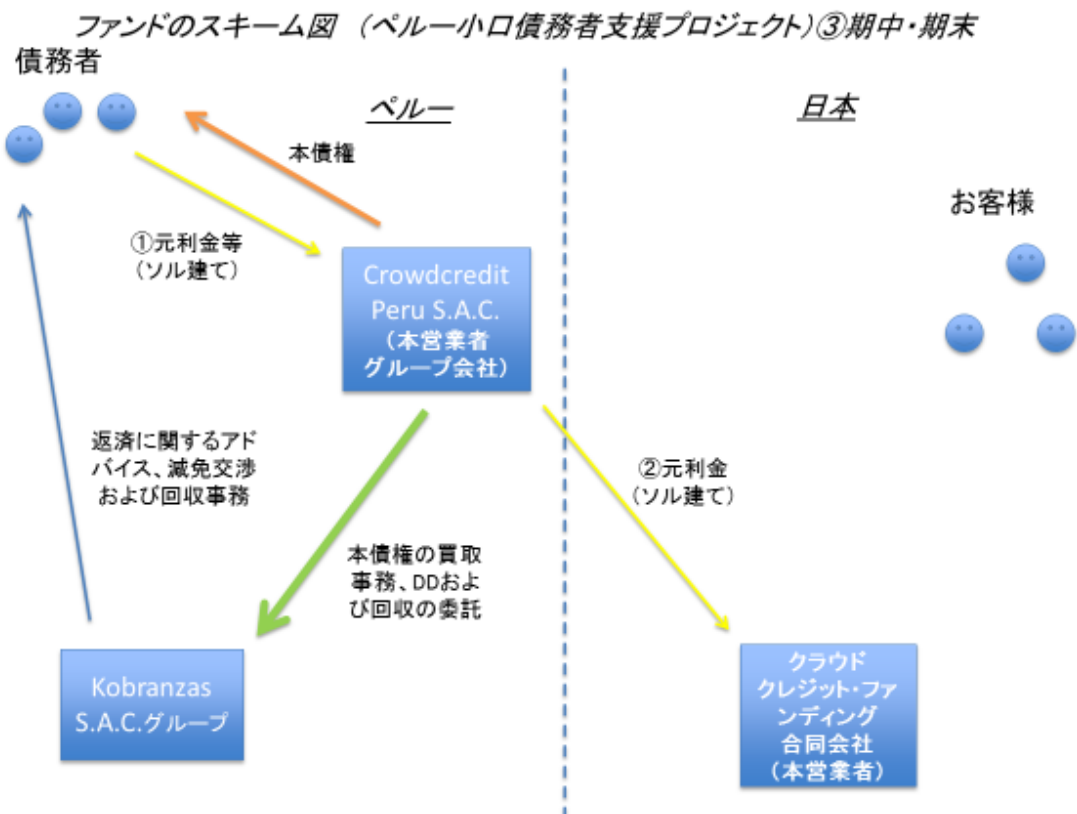 ファンドのスキーム図 （ペルー小口債務者支援プロジェクト）③期中・期末
債務者
ペルー
日本
本債権
お客様
①元利金等
（ソル建て）
Crowdcredit
Peru S.A.C.
（本営業者
グループ会社）
返済に関するアド
バイス、減免交渉
および回収事務
②元利金
（ソル建て）
本債権の買取
事務、DDおよ
び回収の委託
Kobranzas
S.A.C.グループ
クラウド
クレジット・ファ
ンディング
合同会社
（本営業者）